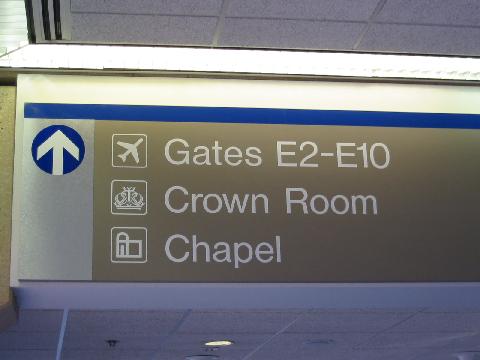 Gates E2-E10
Crown Room
Chapel